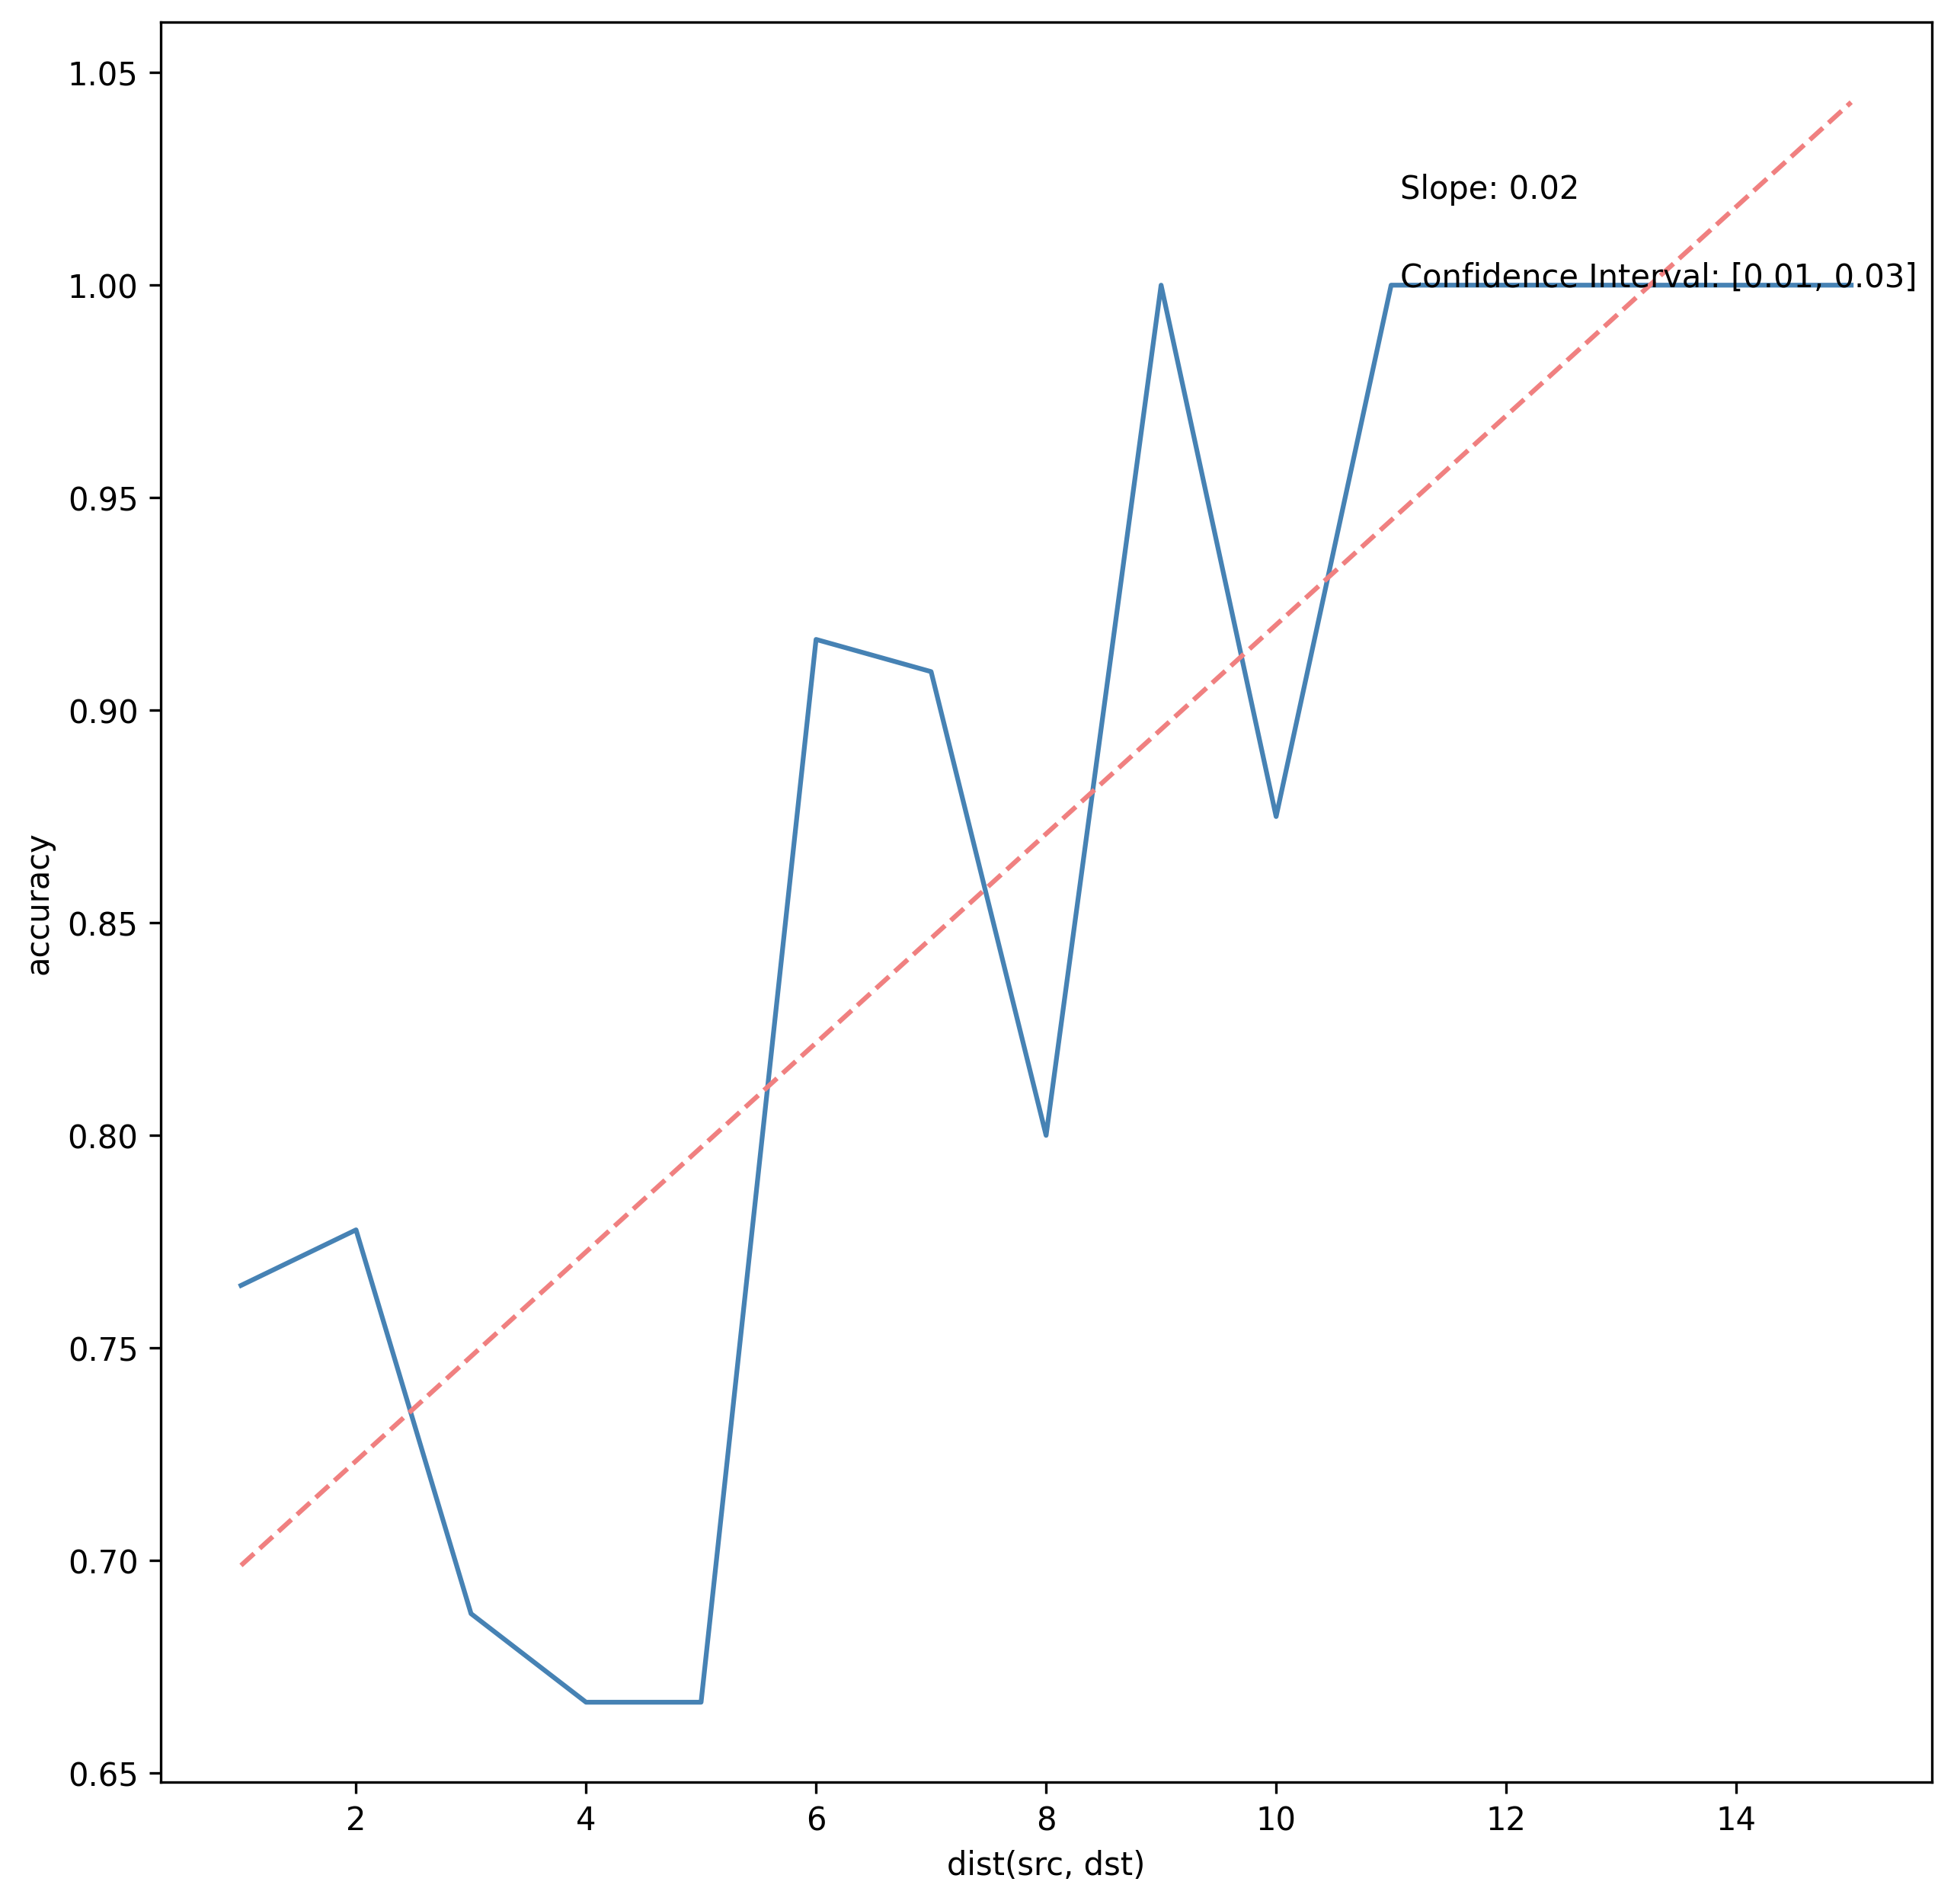 1.05
1.00
0.95
0.90
0.85
0.80
0.75
0.70
0.65
accuracy
Slope: 0.02
Confidence Interval: [0.01, 0.03]
2 4 6 8 10 12 14
dist(src, dst)